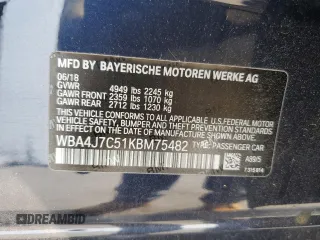 MFD BY BAYERISCHE MOTOREN WERKE AG
06/18
GVWR 4949 lbs 2245 kg
GAWR FRONT 2359 lbs 1070 kg
GAWR REAR 2712 lbs 1230 kg
THIS VEHICLE CONFORMS TO ALL APPLICABLE
U.S. FEDERAL MOTOR VEHICLE SAFETY, BUMPER,
AND THEFT PREVENTION STANDARDS IN EFFECT ON
THE DATE OF MANUFACTURE SHOWN ABOVE.
WBA4J7C51KBM75482 TYPE-PASSENGER CAR